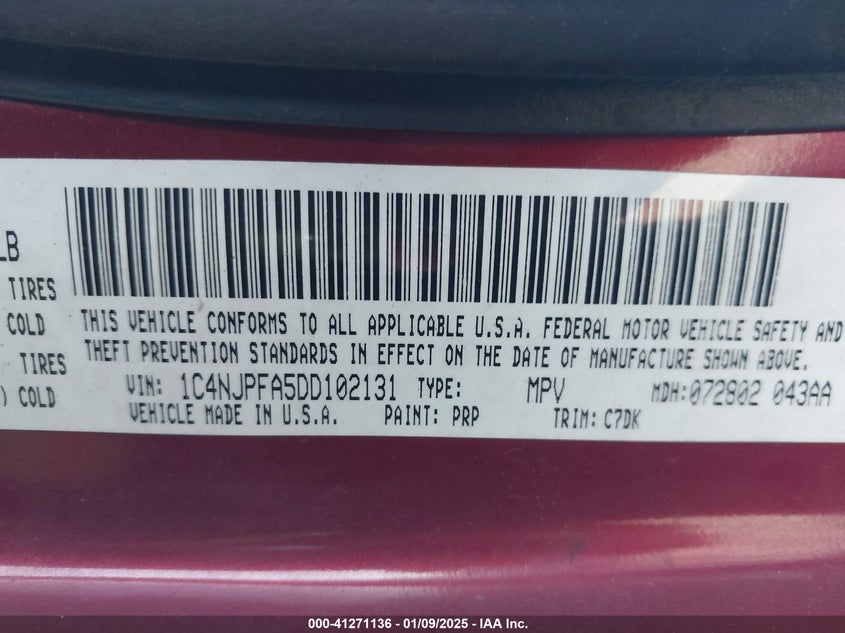 LB
TIRES
COLD
THIS VEHICLE CONFORMS TO ALL APPLICABLE U.S.A. FEDERAL MOTOR VEHICLE SAFETY AND
THEFT PREVENTION STANDARDS IN EFFECT ON THE DATE OF MANUFACTURE SHOWN ABOVE.
TIRES
) COLD
VIN: 1C4NJPFA5DD102131 TYPE: MPV MDH:072802 043AA
VEHICLE MADE IN U.S.A. PAINT: PRP TRIM: C7DK
000-41271136 - 01/09/2025 - IAA Inc.